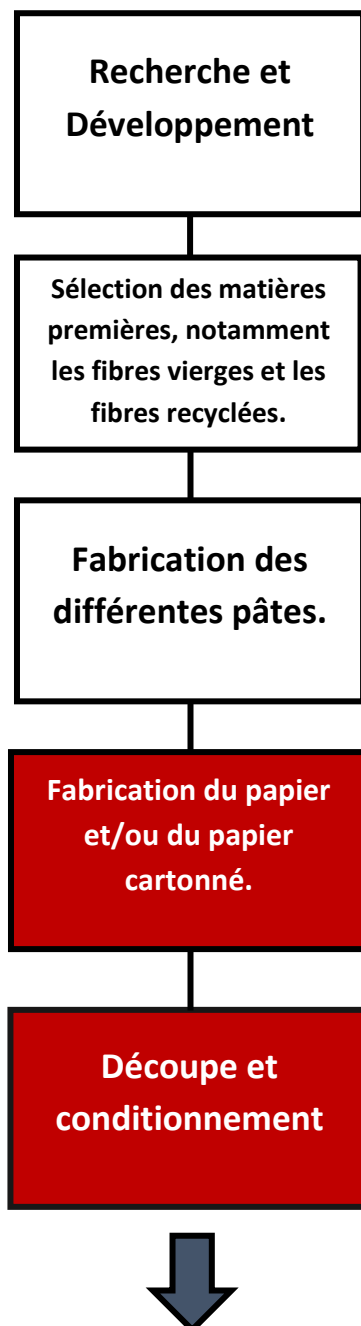 Recherche et
Développement
Sélection des matières
premières, notamment
les fibres vierges et les
fibres recyclées.
Fabrication des
différentes pâtes.
Fabrication du papier
et/ou du papier
cartonné.
Découpe et
conditionnement